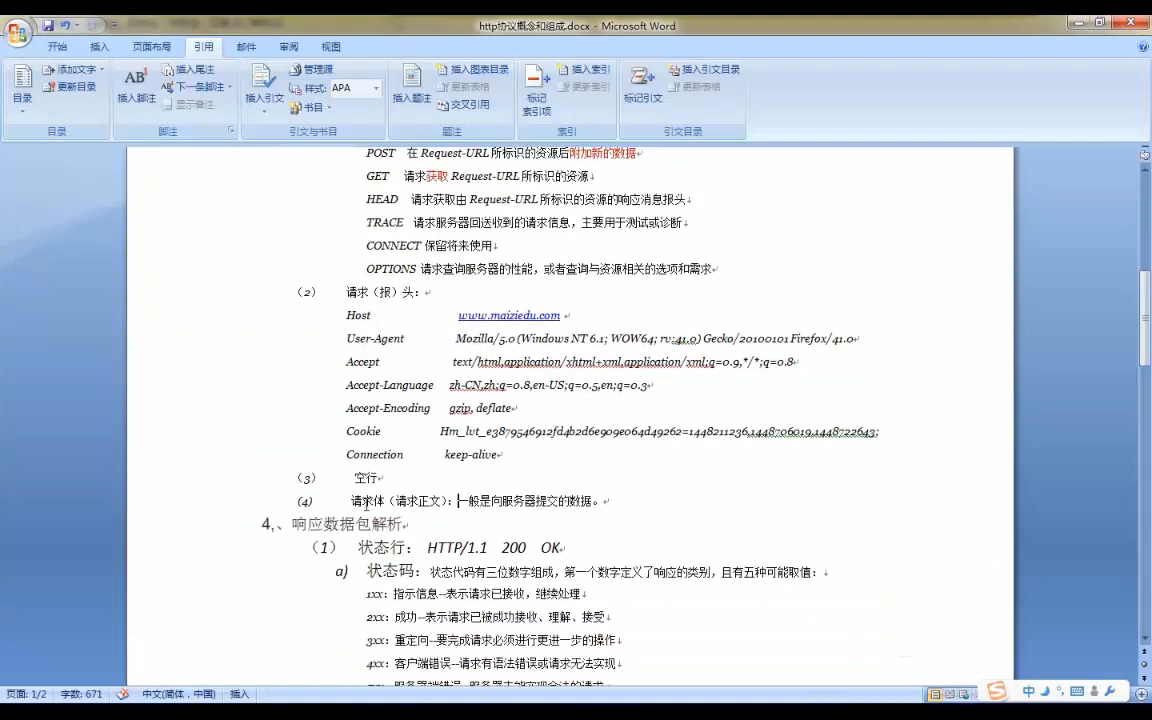 http协议概念和组成.docx - Microsoft Word
开始 插入 页面布局 引用 邮件 审阅 视图
目录 添加文字 更新目录 目录
AB¹ 插入脚注 插入尾注 下一条脚注 显示备注 脚注
插入引文 管理源 样式: APA 书目 引文与书目
插入题注 插入图表目录 更新表格 交叉引用 题注
标记索引项 插入索引 更新索引 索引
标记引文 插入引文目录 更新表格 引文目录
POST 在 Request-URL 所标识的资源后附加新的数据
GET 请求获取 Request-URL 所标识的资源
HEAD 请求获取由 Request-URL 所标识的资源的响应消息报头
TRACE 请求服务器回送收到的请求信息，主要用于测试或诊断
CONNECT 保留将来使用
OPTIONS 请求查询服务器的性能，或者查询与资源相关的选项和需求
（2） 请求（报）头：
Host www.maiziedu.com
User-Agent Mozilla/5.0 (Windows NT 6.1; WOW64; rv:41.0) Gecko/20100101 Firefox/41.0
Accept text/html,application/xhtml+xml,application/xml;q=0.9,*/*;q=0.8
Accept-Language zh-CN,zh;q=0.8,en-US;q=0.5,en;q=0.3
Accept-Encoding gzip, deflate
Cookie Hm_lvt_e3879546912fd4b2d6e909e064d49262=1448211236,1448706019,1448722643;
Connection keep-alive
（3） 空行
(4) 请求体（请求正文）：一般是向服务器提交的数据。
4,、响应数据包解析
（1） 状态行： HTTP/1.1 200 OK
a) 状态码：状态代码有三位数字组成，第一个数字定义了响应的类别，且有五种可能取值：
1xx：指示信息--表示请求已接收，继续处理
2xx：成功--表示请求已被成功接收、理解、接受
3xx：重定向--要完成请求必须进行更进一步的操作
4xx：客户端错误--请求有语法错误或请求无法实现
页面: 1/2 字数: 671 中文(简体，中国) 插入 中